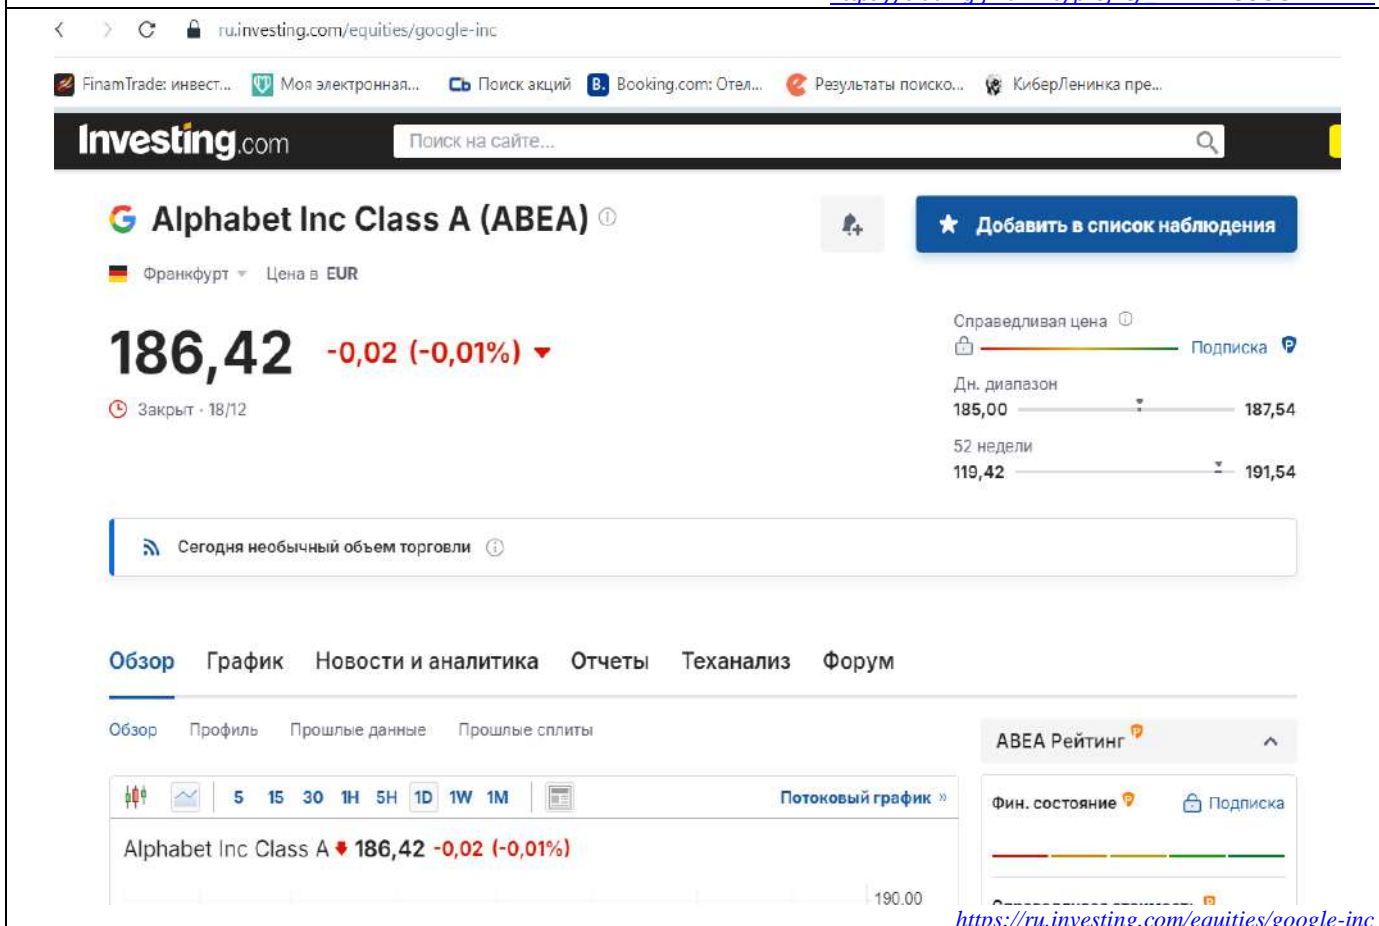 ru.investing.com/equities/google-inc
FinamTrade: инвест... Моя электронная... Сь Поиск акций B. Booking.com: Отел... Результаты поиско... КиберЛенинка пре...
Investing.com Поиск на сайте...
Alphabet Inc Class A (ABEA)
Добавить в список наблюдения
Франкфурт Цена в EUR
186,42 -0,02 (-0,01%)
Закрыт · 18/12
Справедливая цена
Подписка
Дн. диапазон
185,00 187,54
52 недели
119,42 191,54
Сегодня необычный объем торговли
Обзор График Новости и аналитика Отчеты Теханализ Форум
Обзор Профиль Прошлые данные Прошлые сплиты
ABEA Рейтинг
5 15 30 1H 5H 1D 1W 1M Потоковый график »
Фин. состояние Подписка
Alphabet Inc Class A 186,42 -0,02 (-0,01%)
190.00
https://ru.investing.com/equities/google-inc